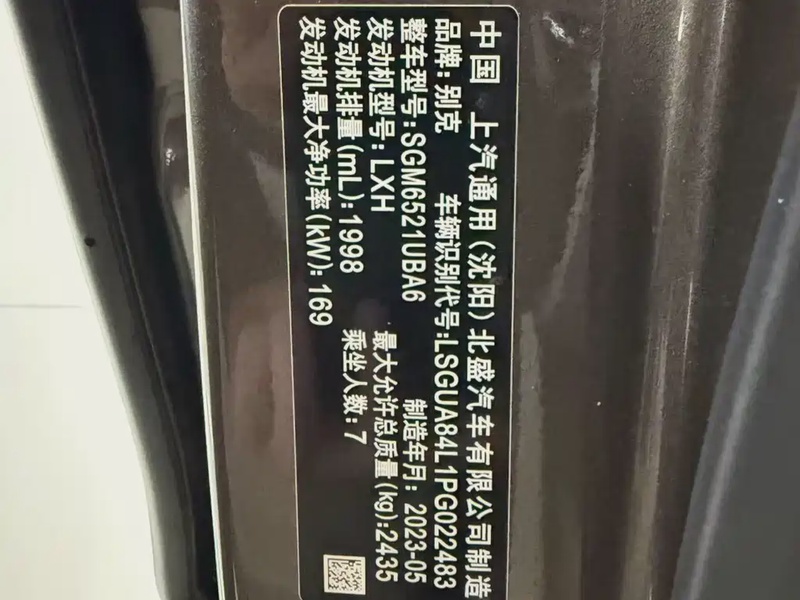 中国 上汽通用(沈阳)北盛汽车有限公司制造
品牌:别克 车辆识别代号:LSGUA84L1PG022483
整车型号:SGM6521UBA6 制造年月:2023-05
发动机型号:LXH 最大允许总质量(kg):2435
发动机排量(mL):1998 乘坐人数:7
发动机最大净功率(kW):169